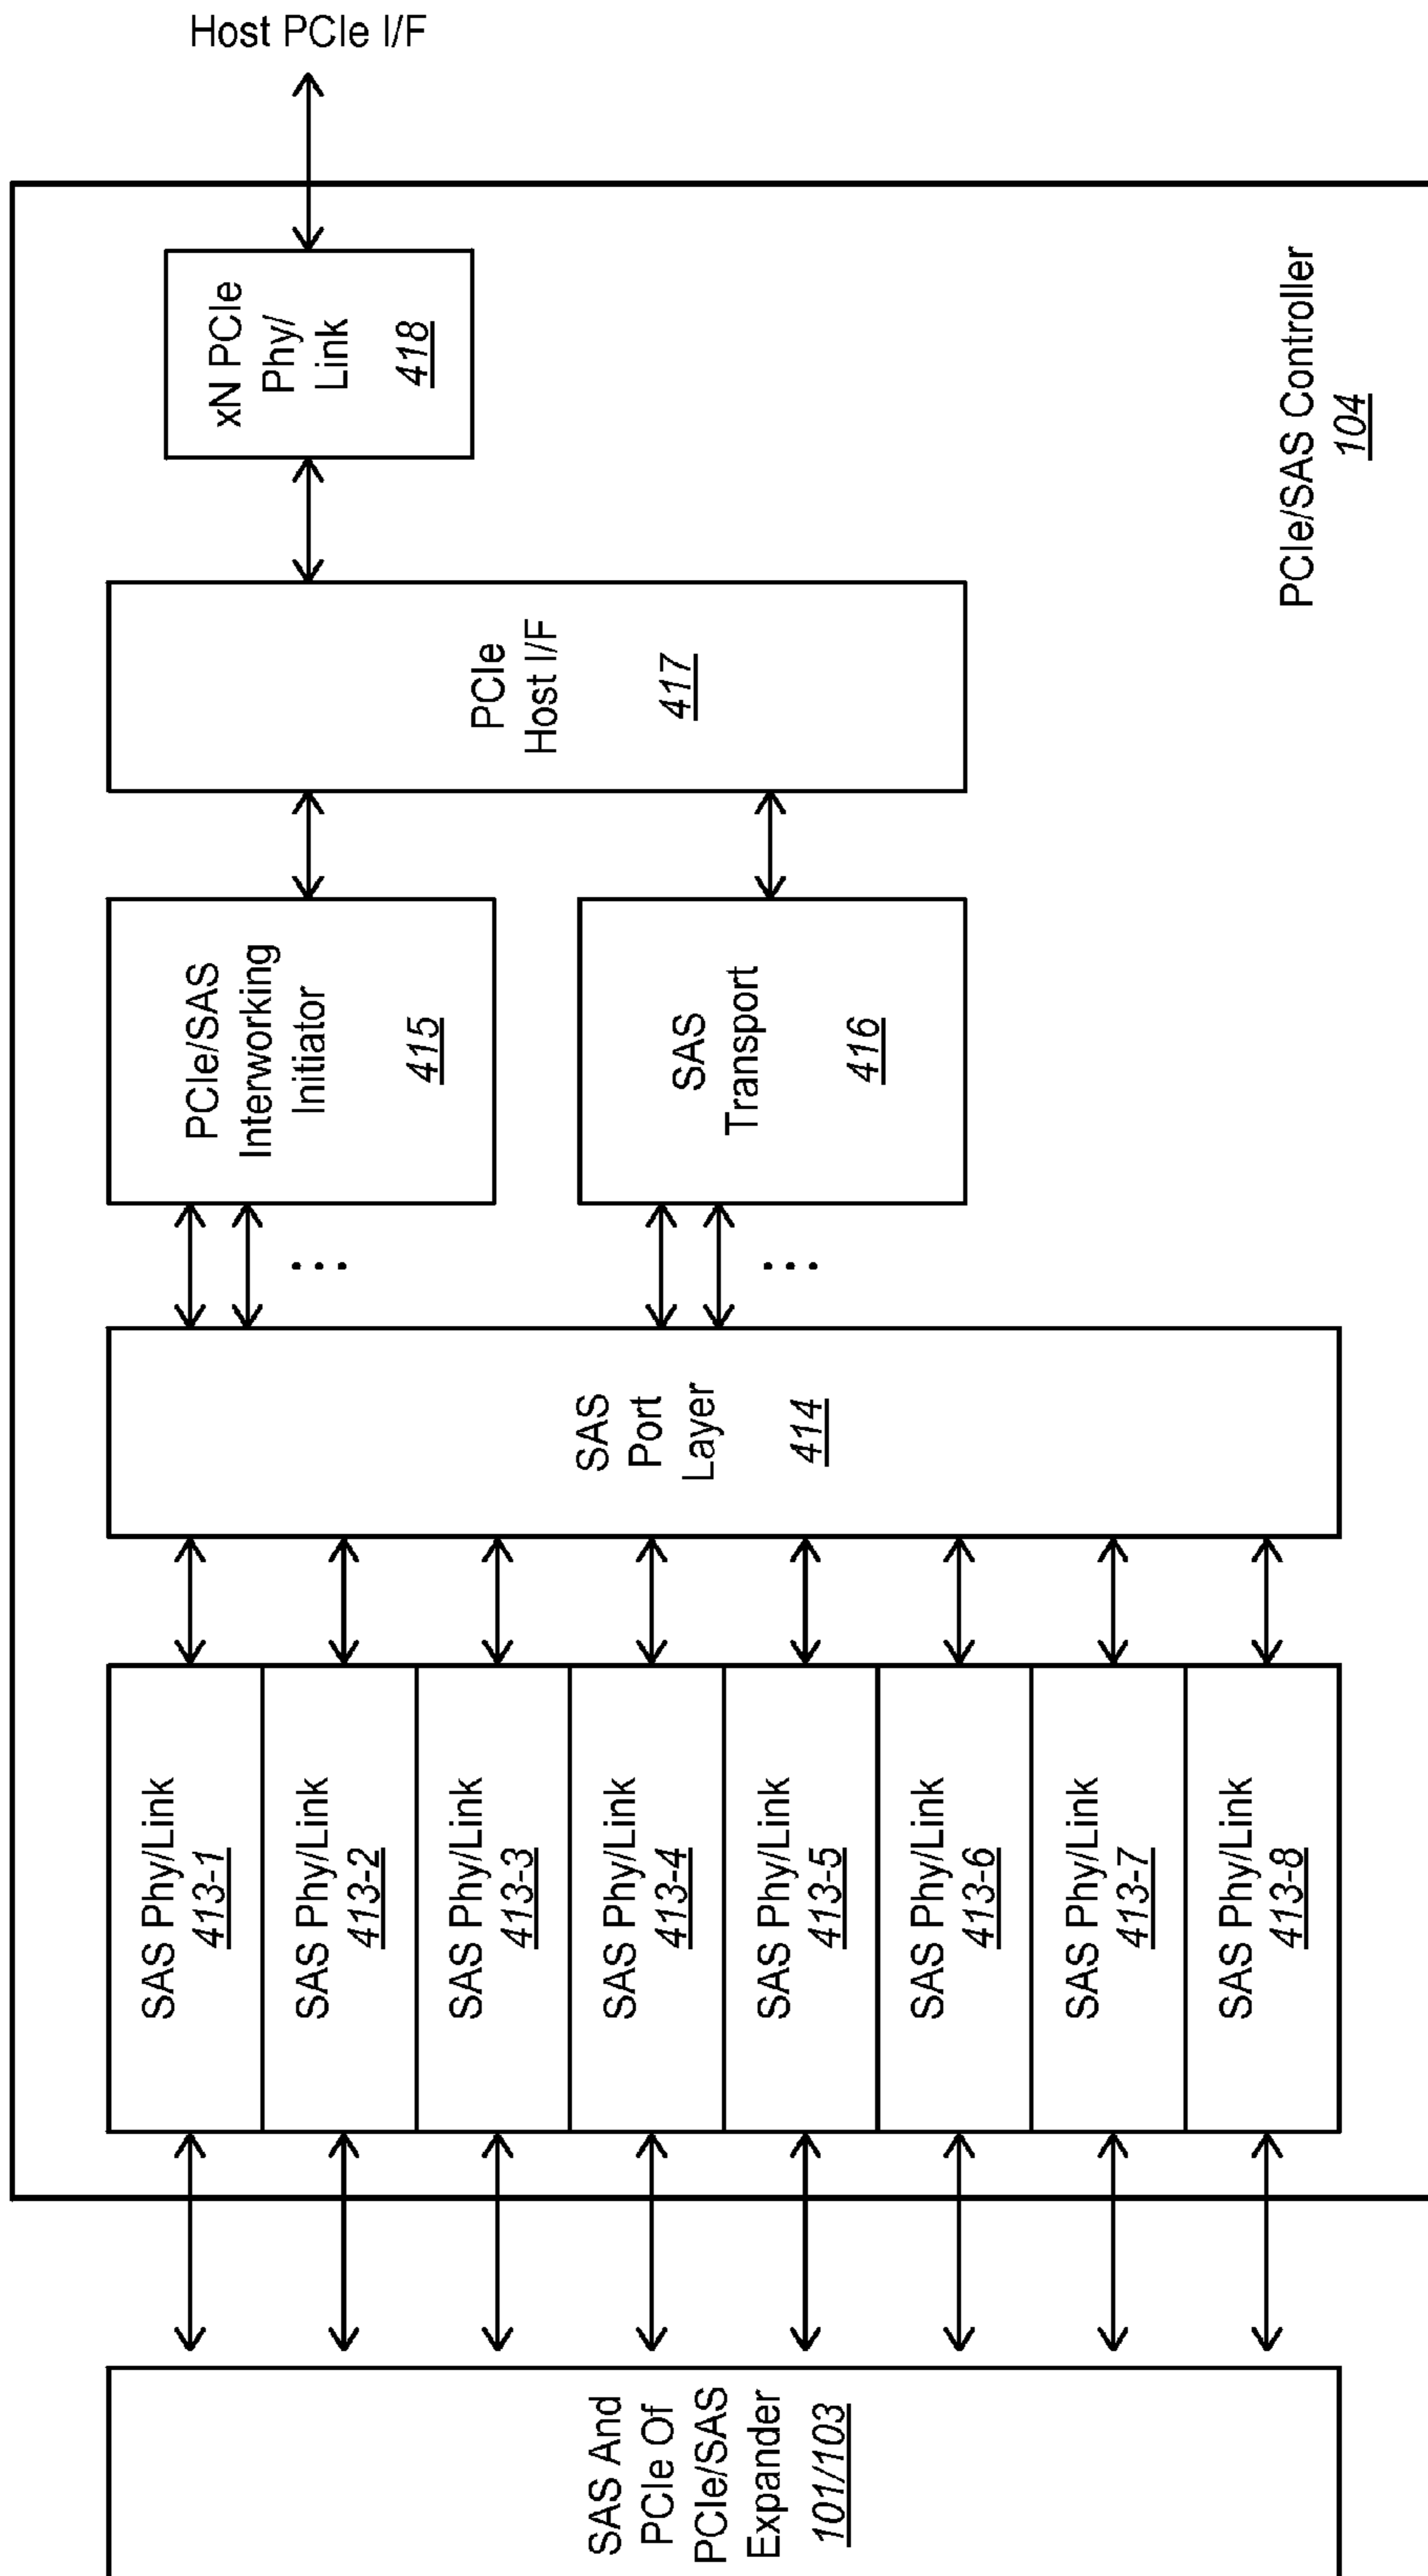 Host PCIe I/F
xN PCIe
Phy/
Link
418
PCIe
Host I/F
417
PCIe/SAS
Interworking
Initiator
415
SAS
Transport
416
PCIe/SAS Controller
104
SAS
Port
Layer
414
SAS Phy/Link
413-1
SAS Phy/Link
413-2
SAS Phy/Link
413-3
SAS Phy/Link
413-4
SAS Phy/Link
413-5
SAS Phy/Link
413-6
SAS Phy/Link
413-7
SAS Phy/Link
413-8
SAS And
PCIe Of
PCIe/SAS
Expander
101/103